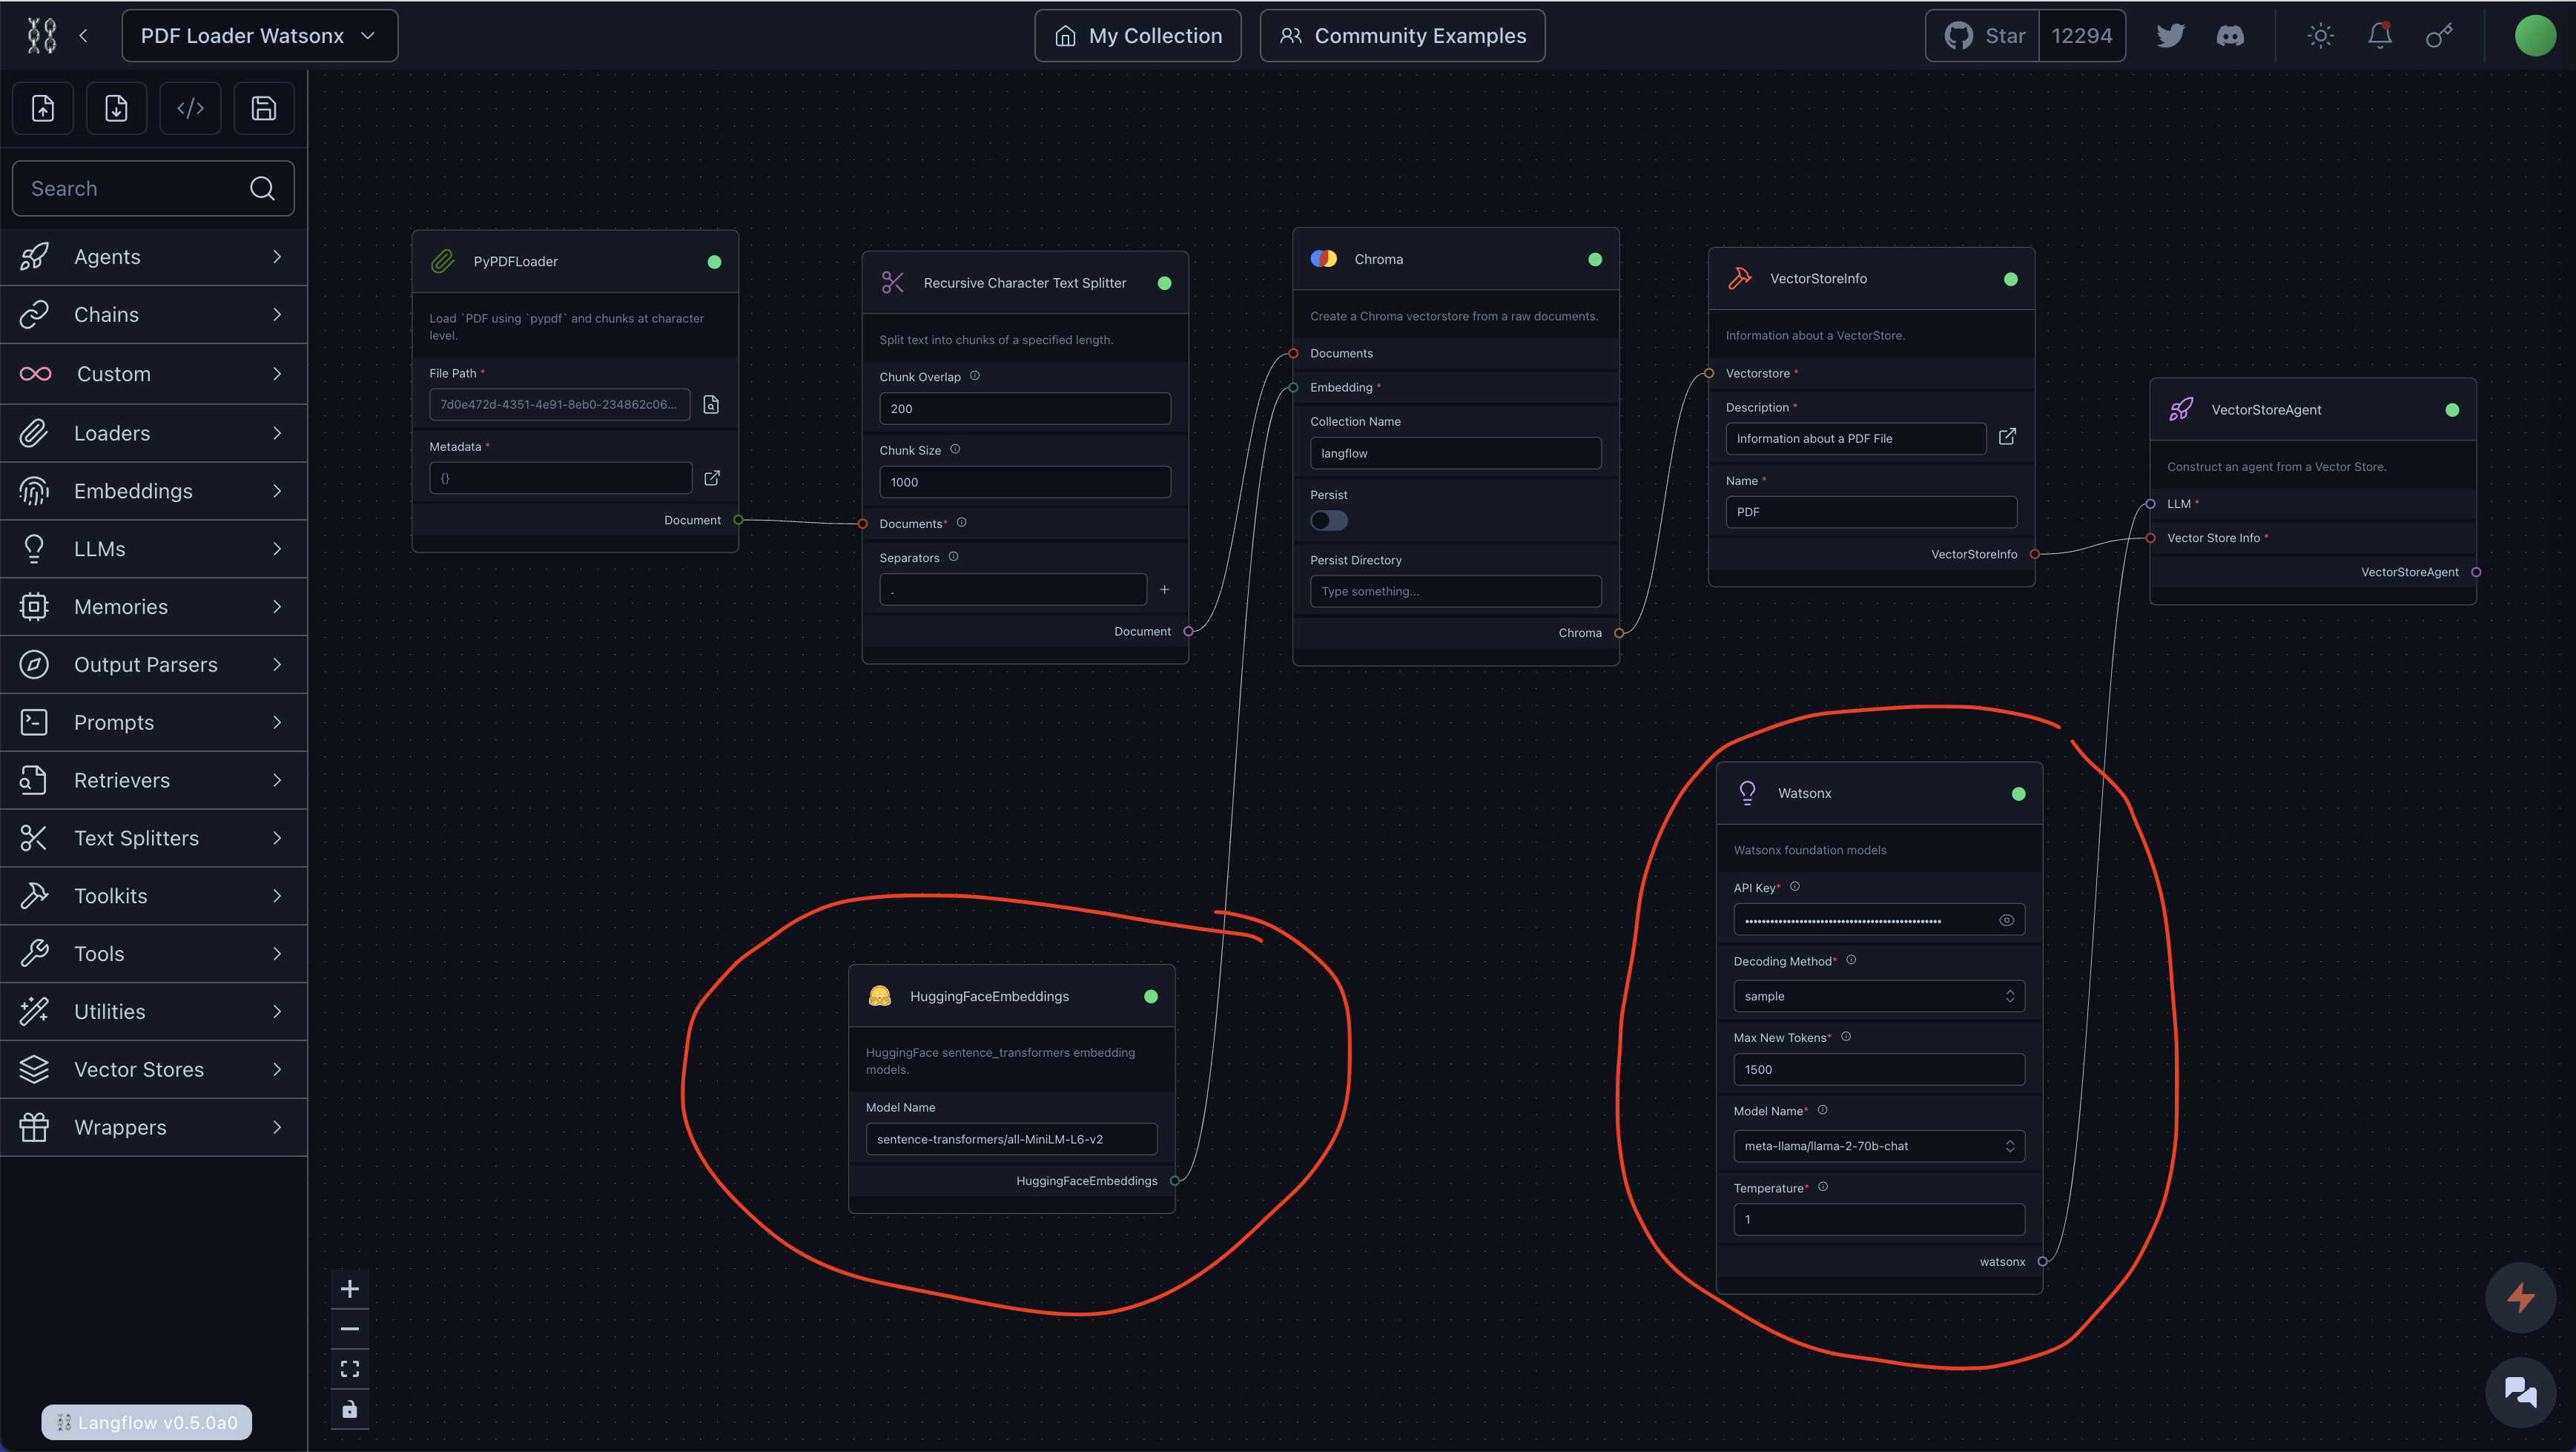 PDF Loader Watsonx
My Collection
Community Examples
Star
12294
Search
Agents
Chains
Custom
Loaders
Embeddings
LLMs
Memories
Output Parsers
Prompts
Retrievers
Text Splitters
Toolkits
Tools
Utilities
Vector Stores
Wrappers
Langflow v0.5.0a0
PyPDFLoader
Load `PDF using `pypdf` and chunks at character
level.
File Path *
7d0e472d-4351-4e91-8eb0-234862c06...
Metadata *
{}
Document
Recursive Character Text Splitter
Split text into chunks of a specified length.
Chunk Overlap
200
Chunk Size
1000
Documents*
Separators
.
Document
Chroma
Create a Chroma vectorstore from a raw documents.
Documents
Embedding *
Collection Name
langflow
Persist
Persist Directory
Type something...
Chroma
VectorStoreInfo
Information about a VectorStore.
Vectorstore *
Description *
Information about a PDF File
Name *
PDF
VectorStoreInfo
VectorStoreAgent
Construct an agent from a Vector Store.
LLM *
Vector Store Info *
VectorStoreAgent
HuggingFaceEmbeddings
HuggingFace sentence_transformers embedding
models.
Model Name
sentence-transformers/all-MiniLM-L6-v2
HuggingFaceEmbeddings
Watsonx
Watsonx foundation models
API Key*
Decoding Method*
sample
Max New Tokens*
1500
Model Name*
meta-llama/llama-2-70b-chat
Temperature*
1
watsonx